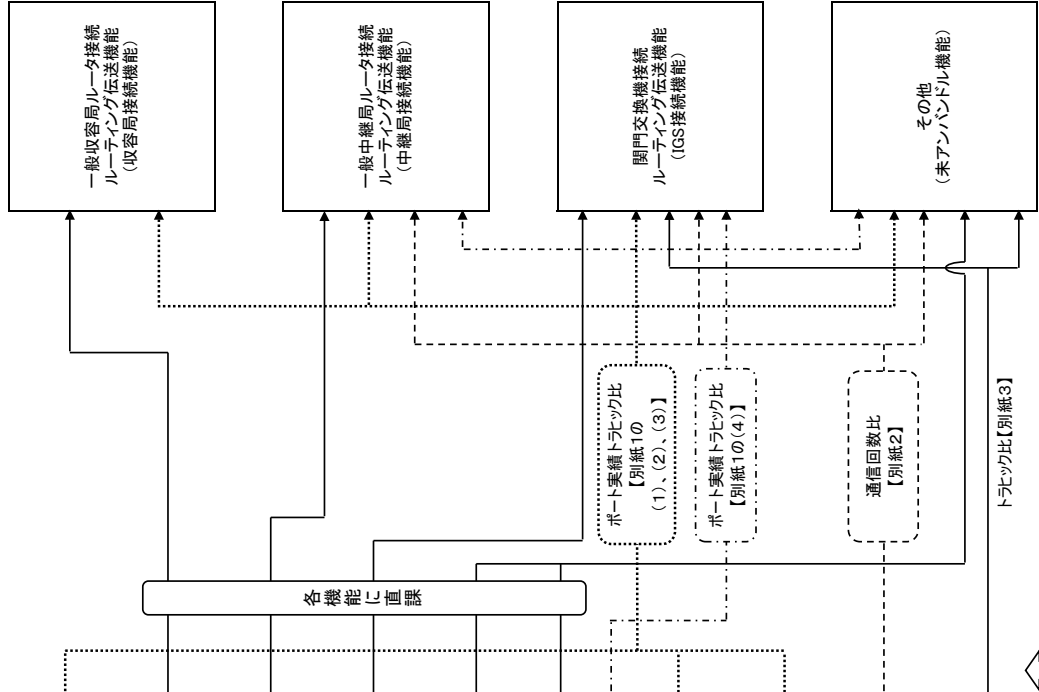 一般収容局ルータ接続
ルーティング伝送機能
(収容局接続機能)
一般中継局ルータ接続
ルーティング伝送機能
(中継局接続機能)
関門交換機接続
ルーティング伝送機能
(IGS接続機能)
その他
(未アンバンドル機能)
ポート実績トラヒック比
【別紙1の
(1)、(2)、(3)】
ポート実績トラヒック比
【別紙1の(4)】
通信回数比
【別紙2】
トラヒック比【別紙3】
各機能に直課